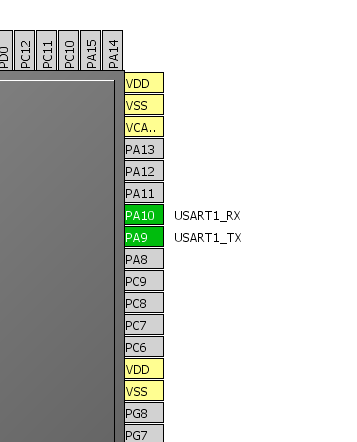 PD0
PC12
PC11
PC10
PA15
PA14
VDD
VSS
VCA..
PA13
PA12
PA11
PA10 USART1_RX
PA9 USART1_TX
PA8
PC9
PC8
PC7
PC6
VDD
VSS
PG8
PG7